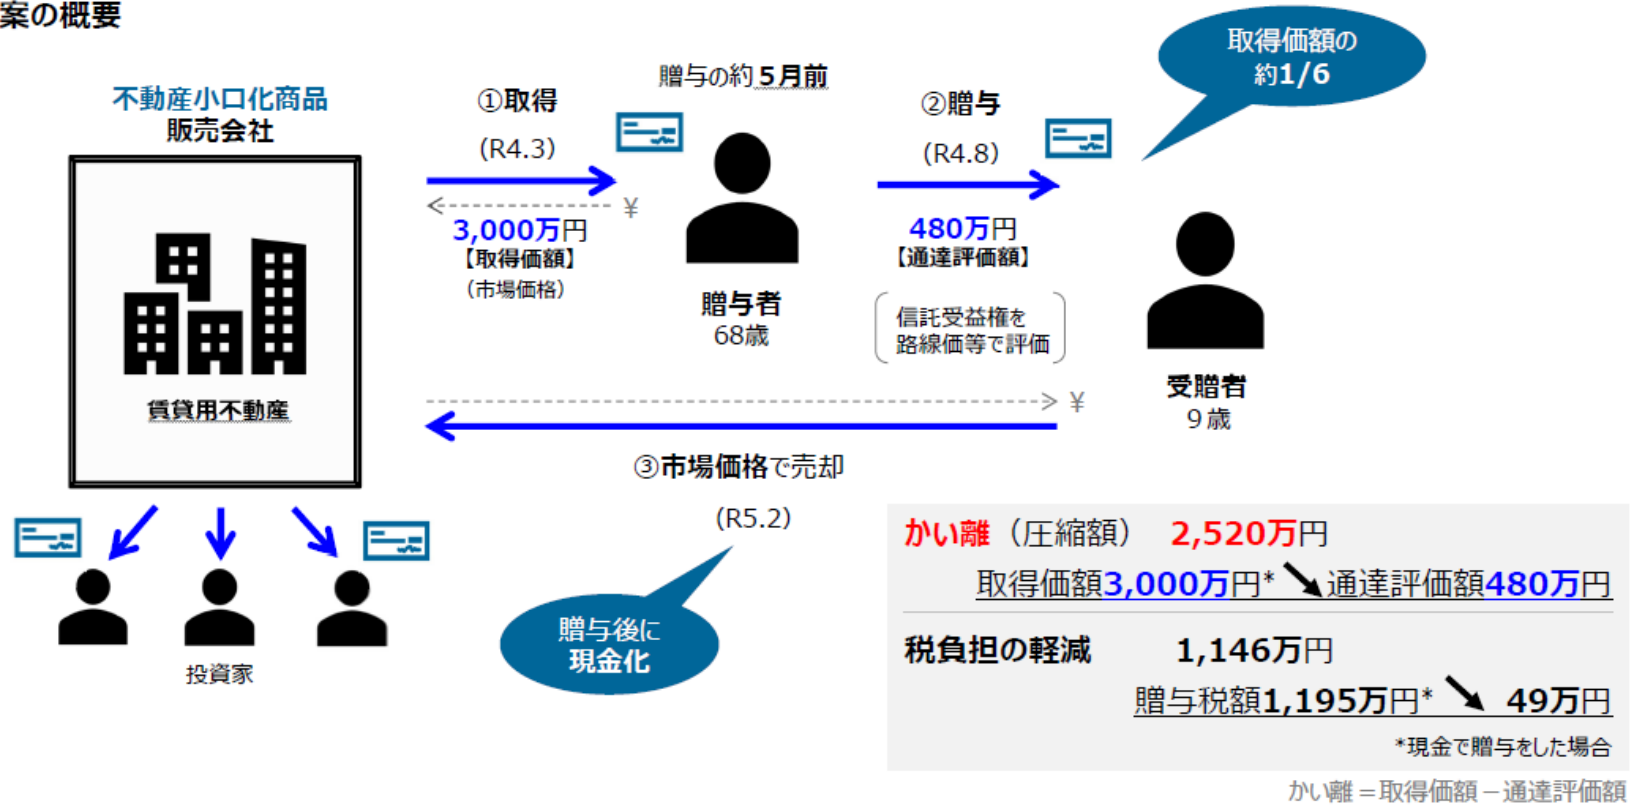 案の概要
不動産小口化商品
販売会社
賃貸用不動産
投資家
①取得
(R4.3)
¥
3,000万円
【取得価額】
（市場価格）
贈与の約５月前
贈与者
68歳
②贈与
(R4.8)
480万円
【通達評価額】
信託受益権を
路線価等で評価
取得価額の
約1/6
受贈者
９歳
¥
③市場価格で売却
(R5.2)
贈与後に
現金化
かい離（圧縮額） 2,520万円
取得価額3,000万円* 通達評価額480万円
税負担の軽減 1,146万円
贈与税額1,195万円* 49万円
*現金で贈与をした場合
かい離＝取得価額－通達評価額